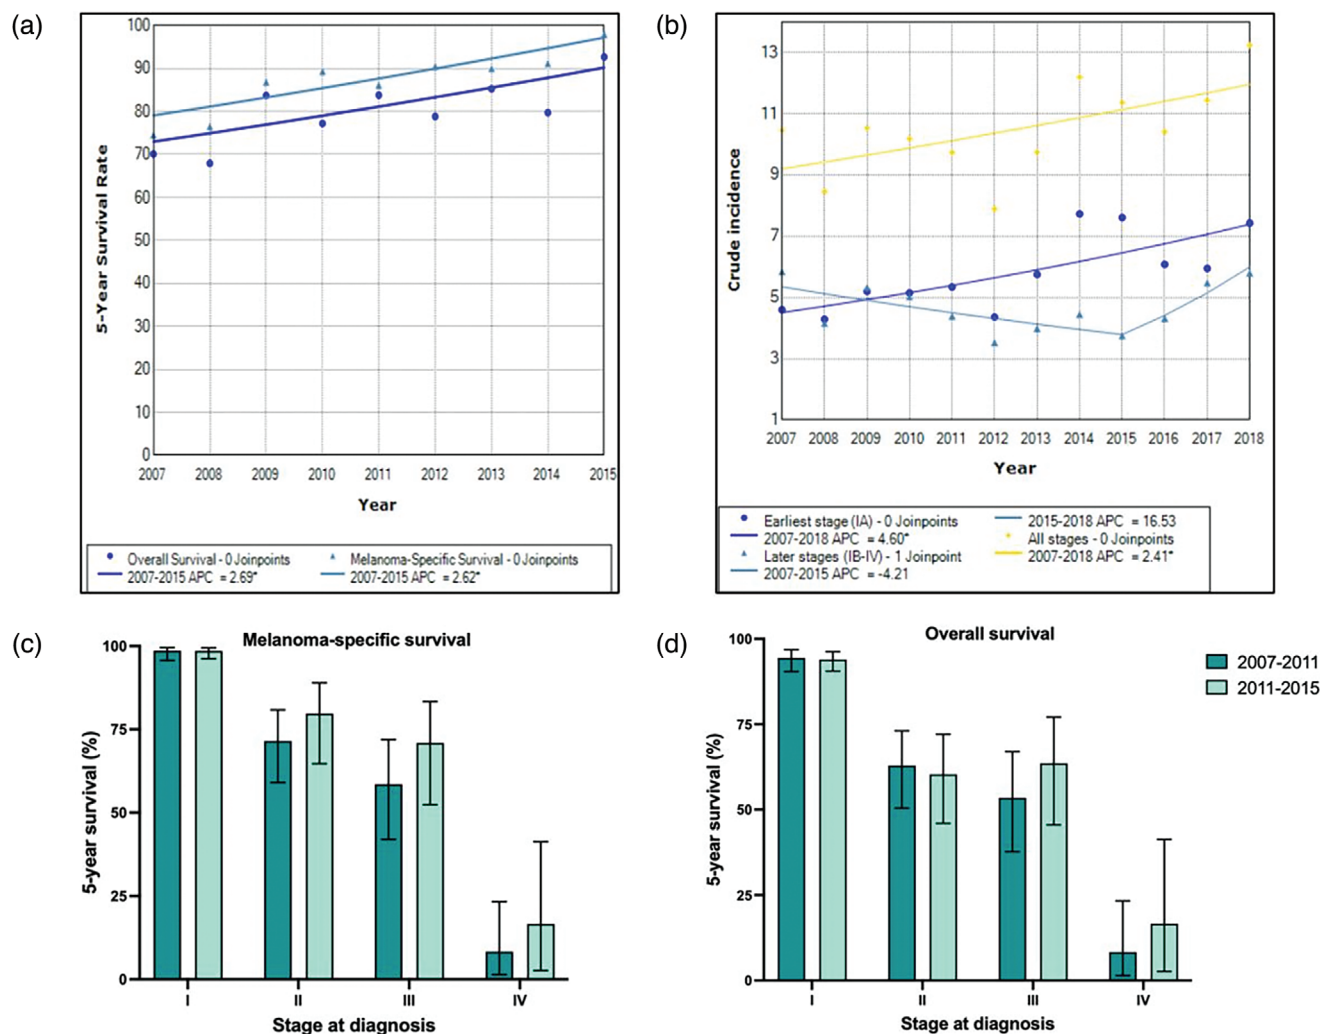 (a)
100
90
80
70
60
50
40
30
20
10
0
5-Year Survival Rate
2007 2008 2009 2010 2011 2012 2013 2014 2015
Year
Overall Survival - 0 Joinpoints
2007-2015 APC = 2.69*
Melanoma-Specific Survival - 0 Joinpoints
2007-2015 APC = 2.62*
(b)
13
11
9
7
5
3
1
Crude incidence
2007 2008 2009 2010 2011 2012 2013 2014 2015 2016 2017 2018
Year
Earliest stage (IA) - 0 Joinpoints
2007-2018 APC = 4.60*
Later stages (IB-IV) - 1 Joinpoint
2007-2015 APC = -4.21
2015-2018 APC = 16.53
All stages - 0 Joinpoints
2007-2018 APC = 2.41*
(c)
Melanoma-specific survival
100
75
50
25
0
5-year survival (%)
I II III IV
Stage at diagnosis
(d)
Overall survival
100
75
50
25
0
5-year survival (%)
I II III IV
Stage at diagnosis
2007-2011
2011-2015